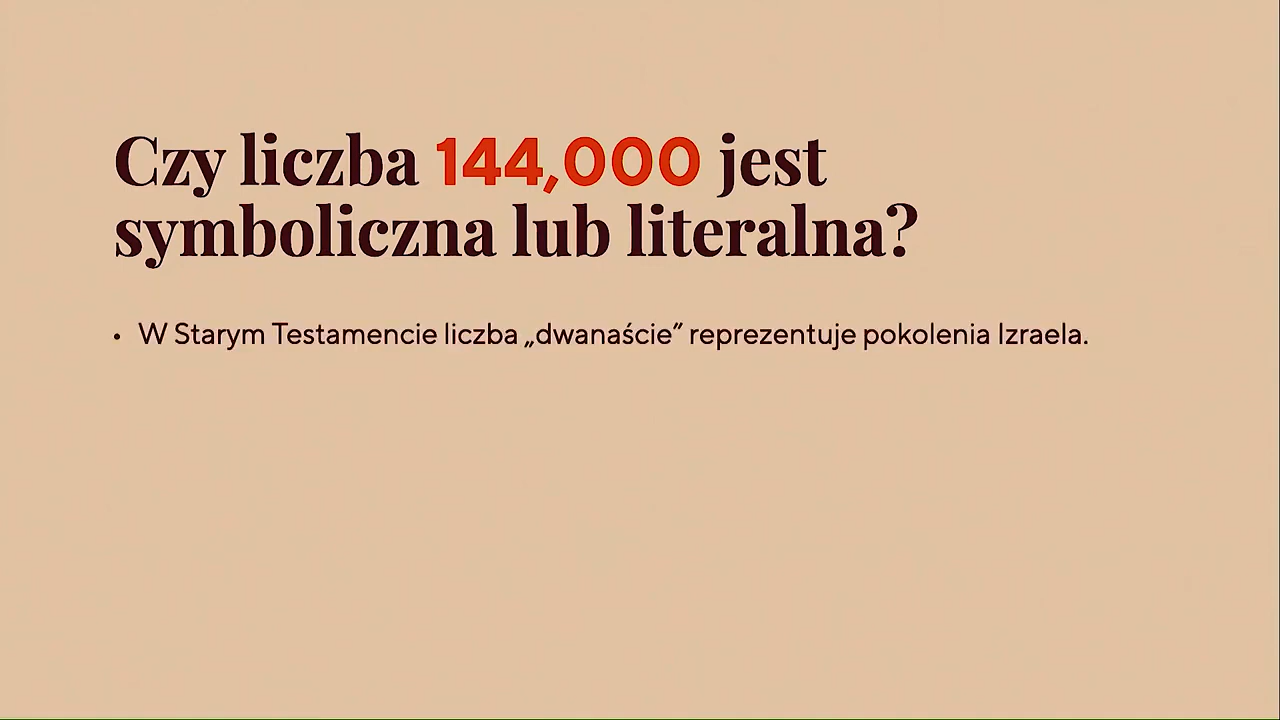 Czy liczba 144,000 jest
symboliczna lub literalna?
• W Starym Testamencie liczba „dwanaście” reprezentuje pokolenia Izraela.